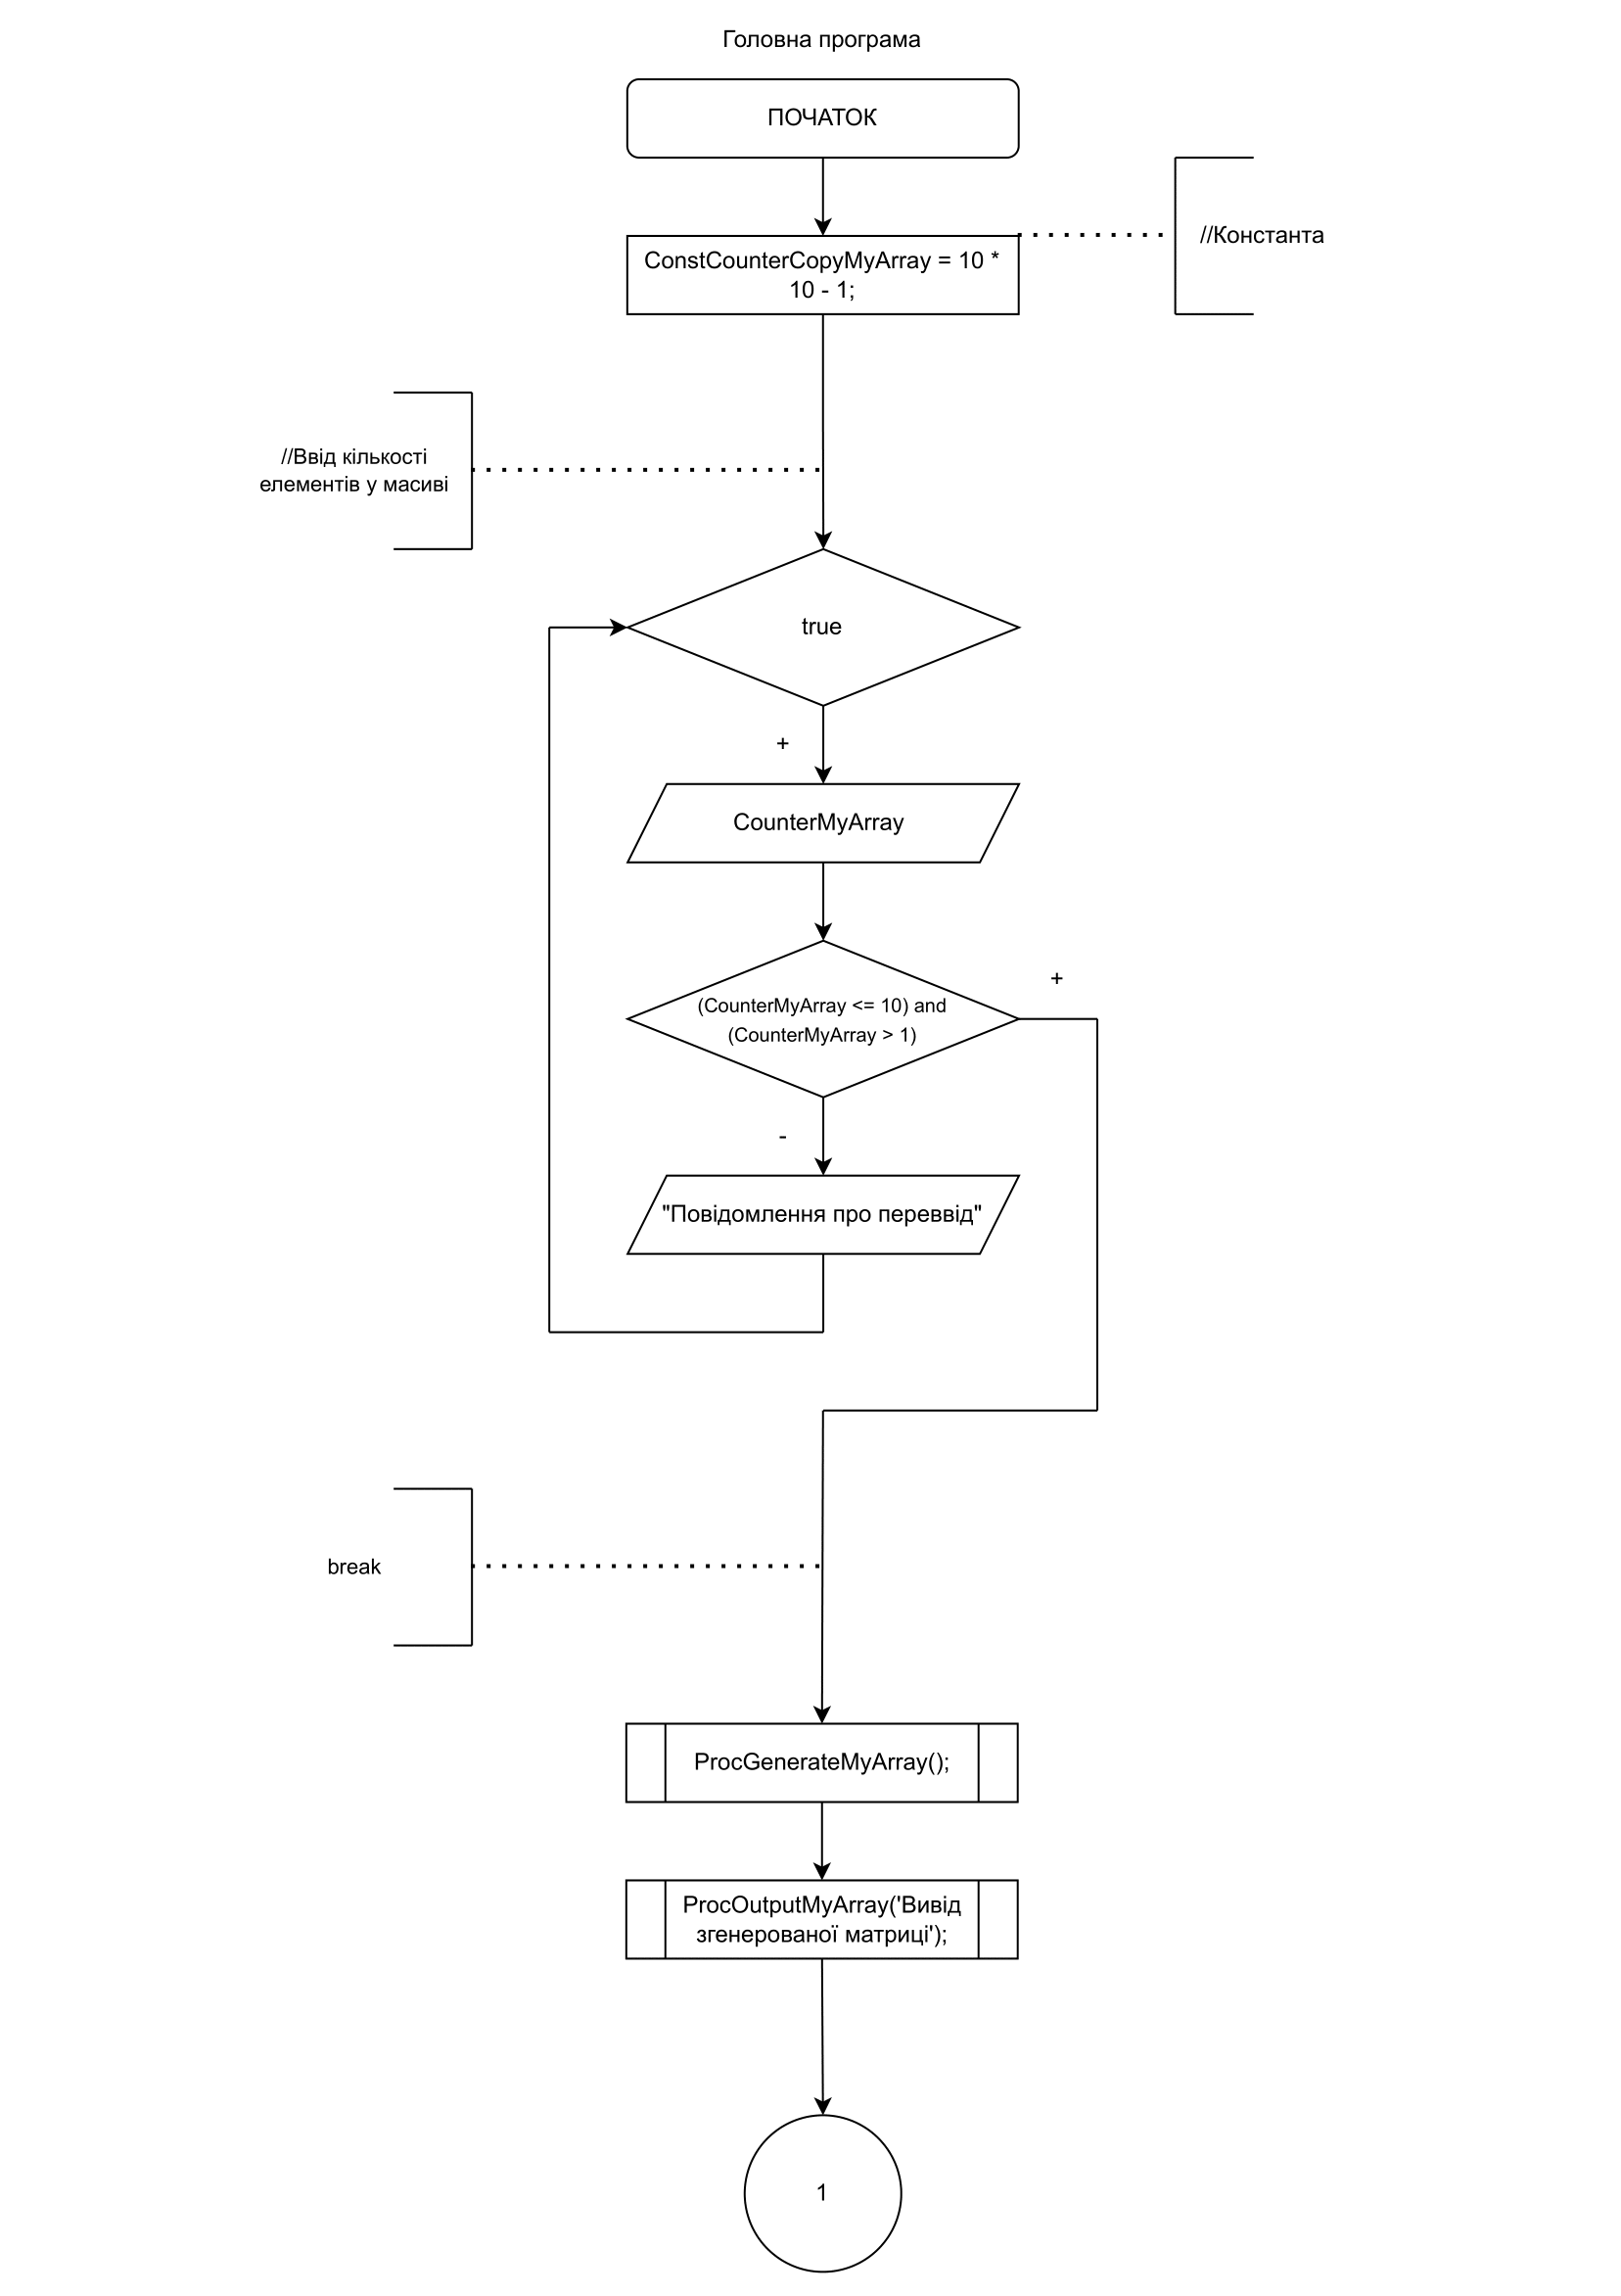 Головна програма
ПОЧАТОК
ConstCounterCopyMyArray = 10 *
10 - 1;
//Константа
//Ввід кількості
елементів у масиві
true
+
CounterMyArray
(CounterMyArray <= 10) and
(CounterMyArray > 1)
+
-
"Повідомлення про переввід"
break
ProcGenerateMyArray();
ProcOutputMyArray('Вивід
згенерованої матриці');
1